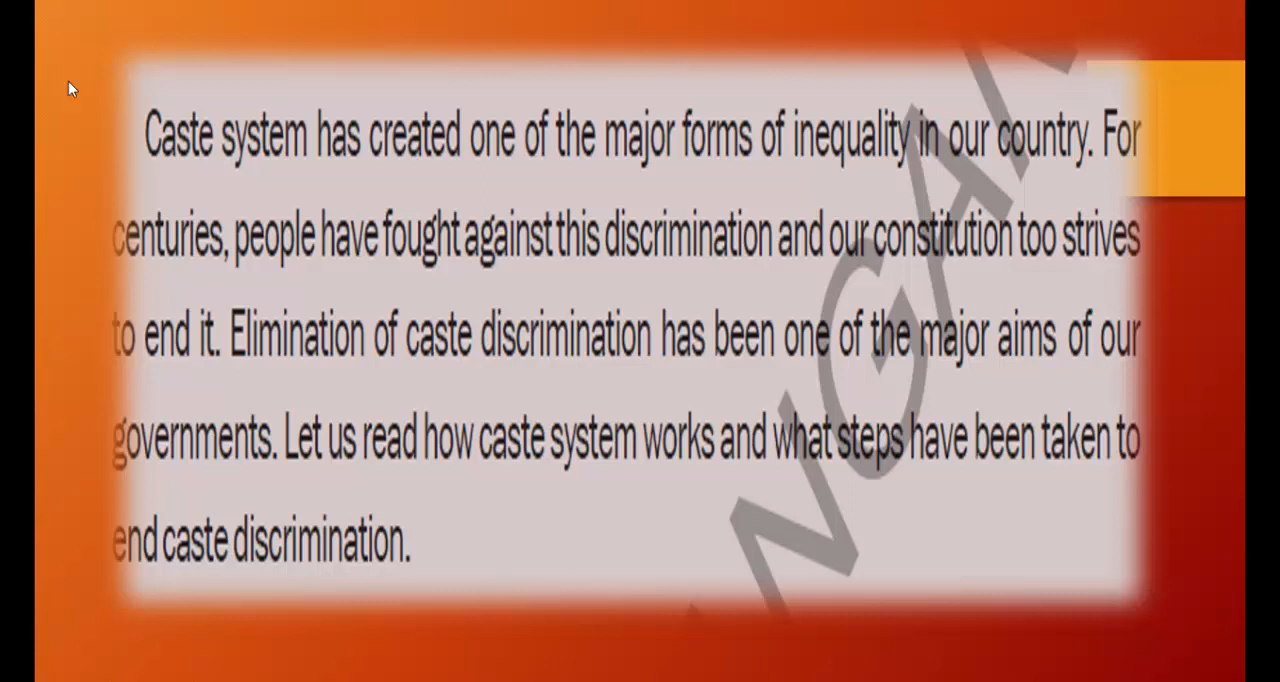 Caste system has created one of the major forms of inequality in our country. For
centuries, people have fought against this discrimination and our constitution too strives
to end it. Elimination of caste discrimination has been one of the major aims of our
governments. Let us read how caste system works and what steps have been taken to
end caste discrimination.